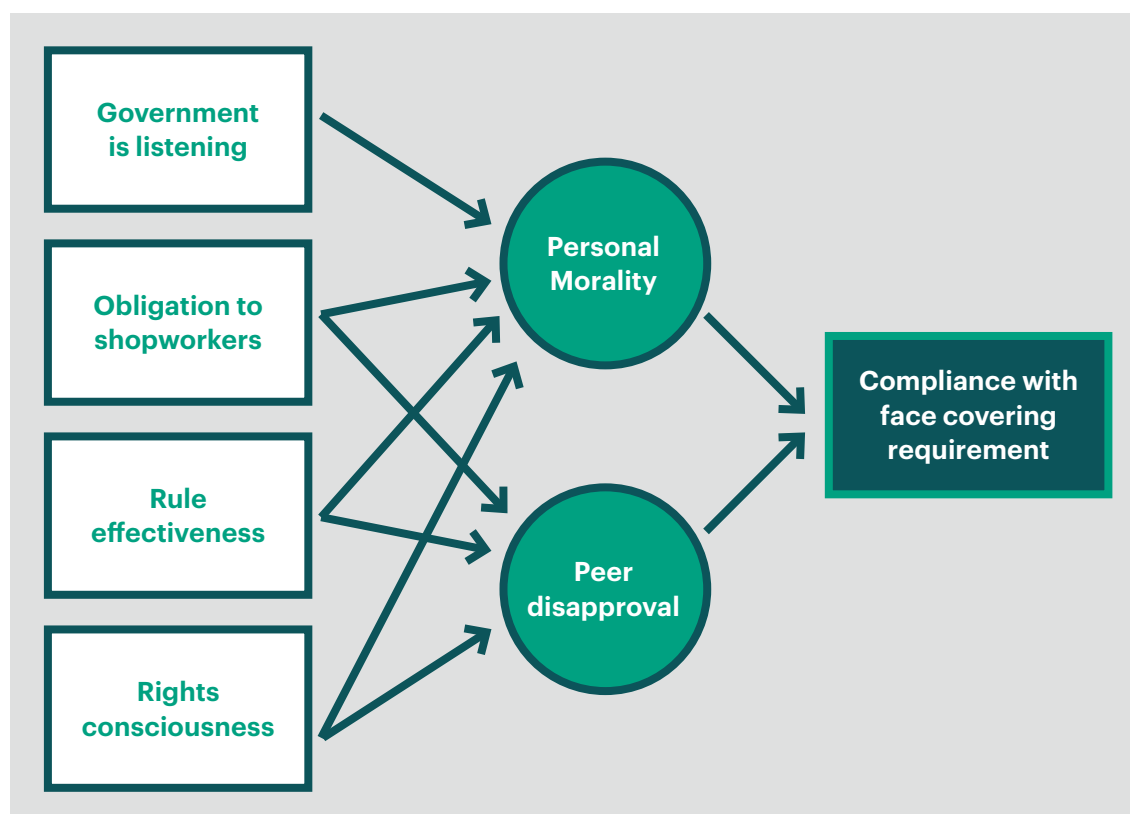 Government
is listening
Obligation to
shopworkers
Rule
effectiveness
Rights
consciousness
Personal
Morality
Peer
disapproval
Compliance with
face covering
requirement